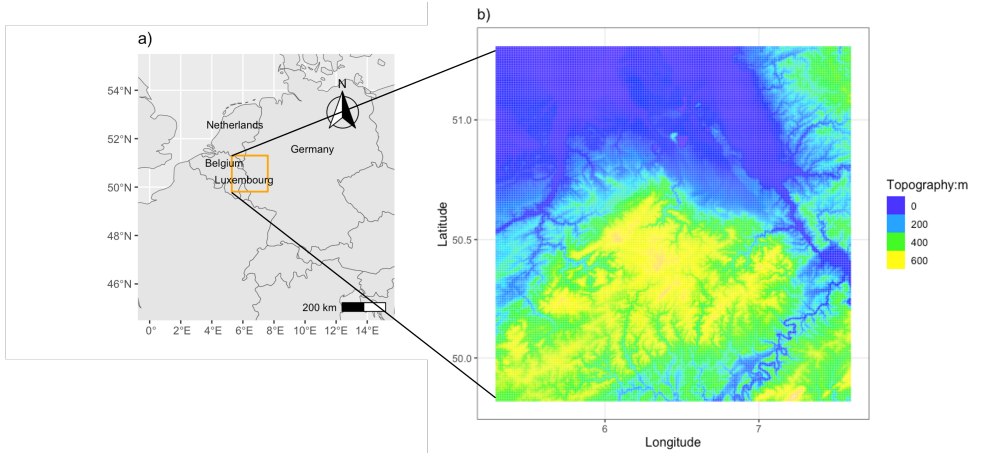 a)
54°N
52°N
50°N
48°N
46°N
0°
2°E
4°E
6°E
8°E
10°E
12°E
14°E
N
Netherlands
Germany
Belgium
Luxembourg
200 km
b)
51.0
50.5
50.0
Latitude
6
7
Longitude
Topography:m
0
200
400
600